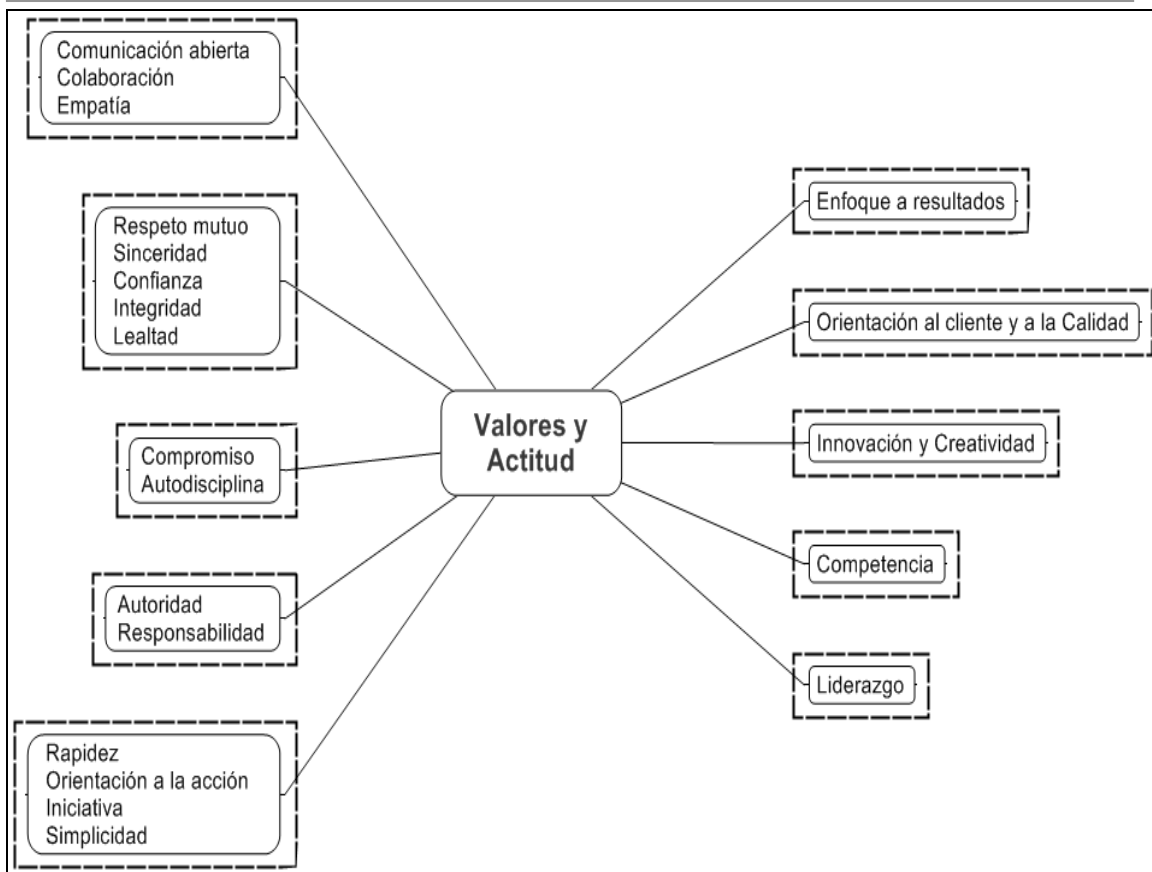 Comunicación abierta
Colaboración
Empatía
Respeto mutuo
Sinceridad
Confianza
Integridad
Lealtad
Compromiso
Autodisciplina
Autoridad
Responsabilidad
Rapidez
Orientación a la acción
Iniciativa
Simplicidad
Valores y
Actitud
Enfoque a resultados
Orientación al cliente y a la Calidad
Innovación y Creatividad
Competencia
Liderazgo